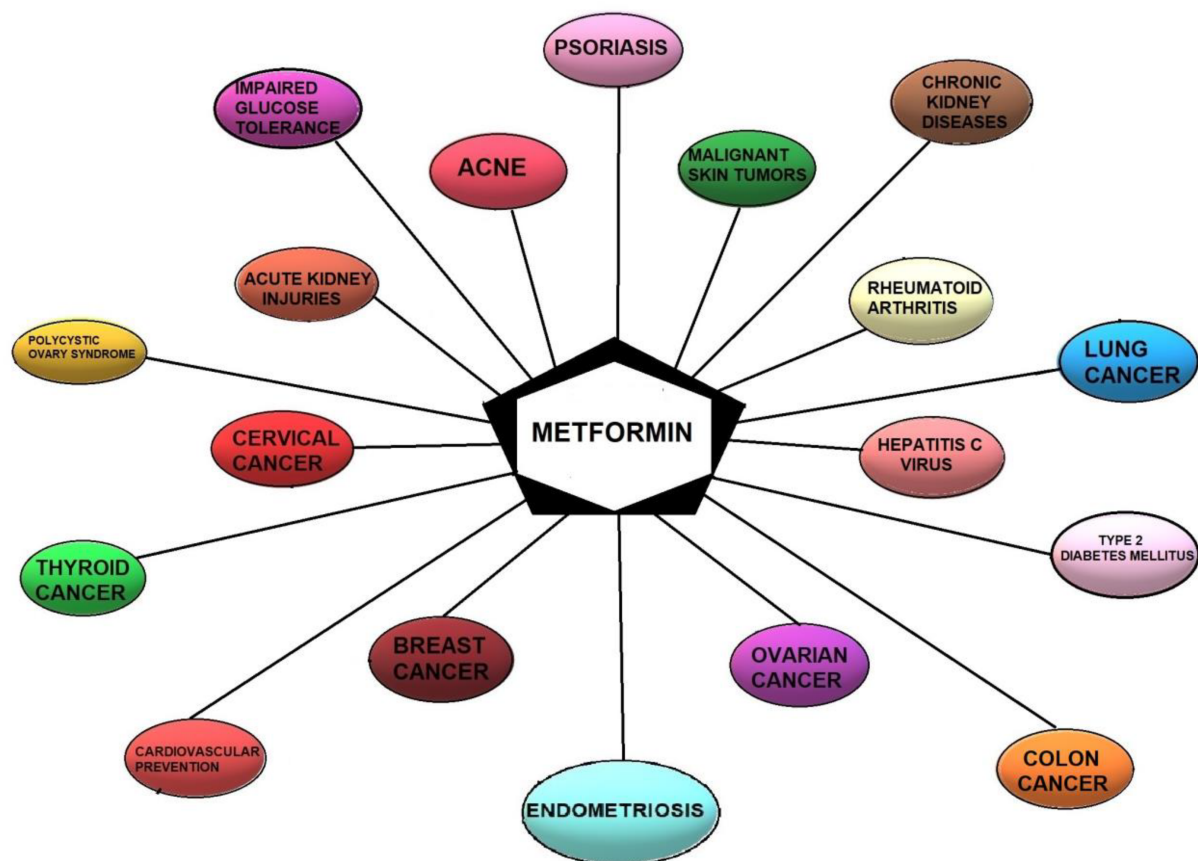 PSORIASIS
IMPAIRED
GLUCOSE
TOLERANCE
CHRONIC
KIDNEY
DISEASES
ACNE
MALIGNANT
SKIN TUMORS
ACUTE KIDNEY
INJURIES
RHEUMATOID
ARTHRITIS
POLYCYSTIC
OVARY SYNDROME
LUNG
CANCER
METFORMIN
CERVICAL
CANCER
HEPATITIS C
VIRUS
THYROID
CANCER
TYPE 2
DIABETES MELLITUS
BREAST
CANCER
OVARIAN
CANCER
CARDIOVASCULAR
PREVENTION
COLON
CANCER
ENDOMETRIOSIS